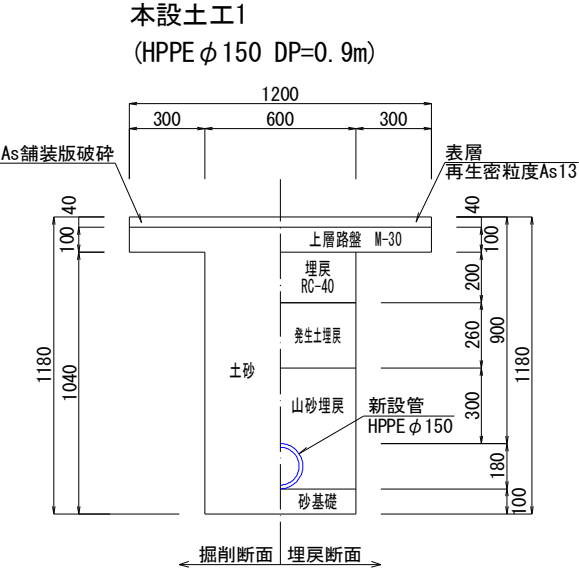 本設土工1
(HPPEφ150 DP=0.9m)
1200
300
600
300
As舗装版破砕
表層
再生密粒度As13
40
40
100
上層路盤 M-30
100
埋戻
RC-40
200
発生土埋戻
260
900
土砂
1180
1040
1180
山砂埋戻
新設管
HPPEφ150
300
180
砂基礎
100
掘削断面
埋戻断面